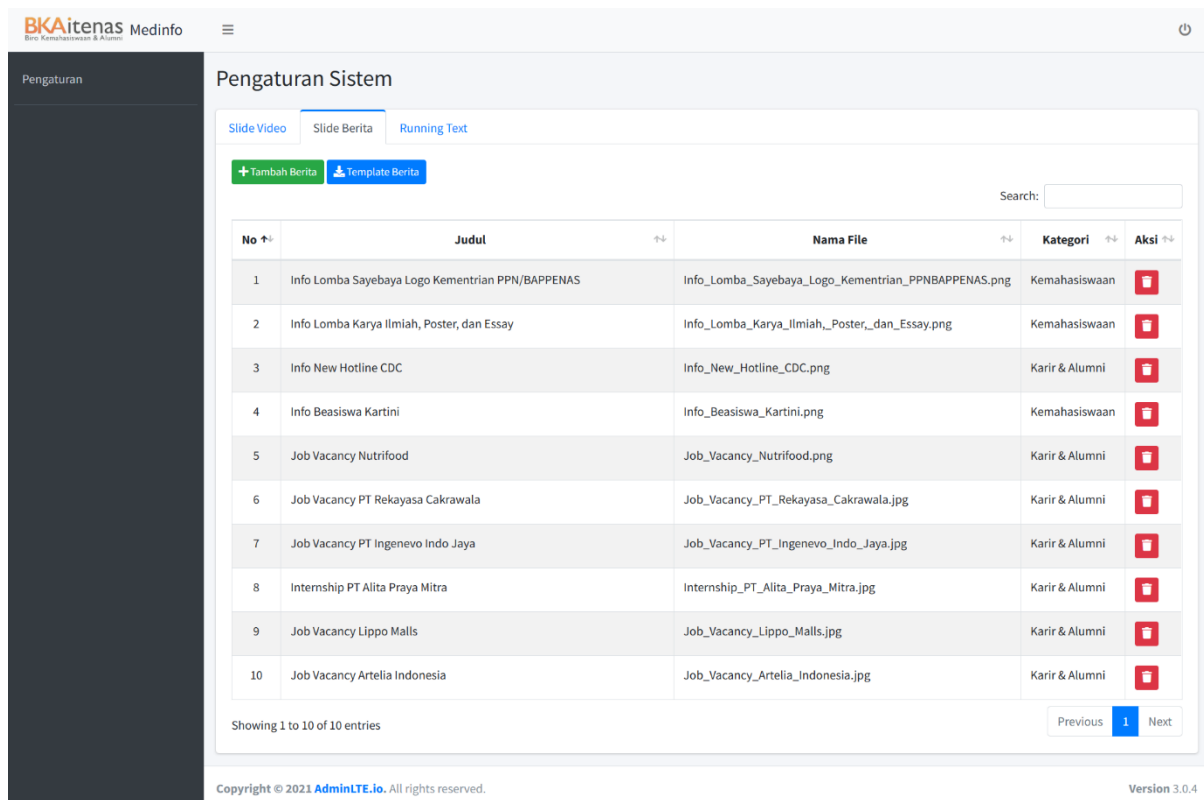 BKAitenas Medinfo
Biro Kemahasiswaan & Alumni
Pengaturan
Pengaturan Sistem
Slide Video Slide Berita Running Text
Tambah Berita Template Berita
Search:
No Judul Nama File Kategori Aksi
1 Info Lomba Sayebaya Logo Kementrian PPN/BAPPENAS Info_Lomba_Sayebaya_Logo_Kementrian_PPNBAPPENAS.png Kemahasiswaan
2 Info Lomba Karya Ilmiah, Poster, dan Essay Info_Lomba_Karya_Ilmiah,_Poster,_dan_Essay.png Kemahasiswaan
3 Info New Hotline CDC Info_New_Hotline_CDC.png Karir & Alumni
4 Info Beasiswa Kartini Info_Beasiswa_Kartini.png Kemahasiswaan
5 Job Vacancy Nutrifood Job_Vacancy_Nutrifood.png Karir & Alumni
6 Job Vacancy PT Rekayasa Cakrawala Job_Vacancy_PT_Rekayasa_Cakrawala.jpg Karir & Alumni
7 Job Vacancy PT Ingenevo Indo Jaya Job_Vacancy_PT_Ingenevo_Indo_Jaya.jpg Karir & Alumni
8 Internship PT Alita Praya Mitra Internship_PT_Alita_Praya_Mitra.jpg Karir & Alumni
9 Job Vacancy Lippo Malls Job_Vacancy_Lippo_Malls.jpg Karir & Alumni
10 Job Vacancy Artelia Indonesia Job_Vacancy_Artelia_Indonesia.jpg Karir & Alumni
Showing 1 to 10 of 10 entries
Previous 1 Next
Copyright © 2021 AdminLTE.io. All rights reserved. Version 3.0.4